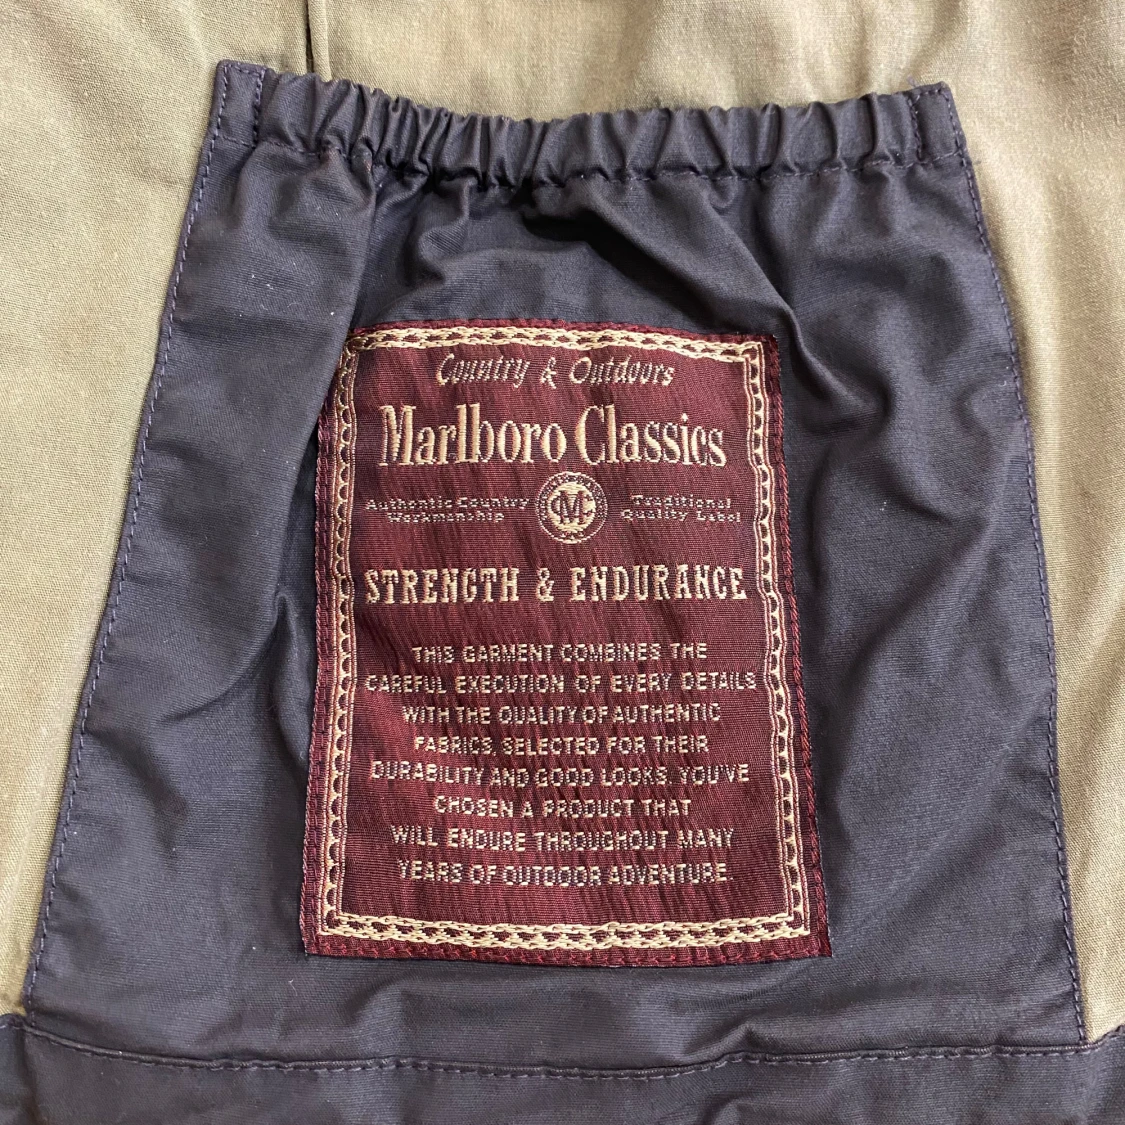 Country & Outdoors
Marlboro Classics
Authentic Country
Workmanship
MC
Traditional
Quality Label
STRENGTH & ENDURANCE
THIS GARMENT COMBINES THE
CAREFUL EXECUTION OF EVERY DETAILS
WITH THE QUALITY OF AUTHENTIC
FABRICS, SELECTED FOR THEIR
DURABILITY AND GOOD LOOKS. YOU'VE
CHOSEN A PRODUCT THAT
WILL ENDURE THROUGHOUT MANY
YEARS OF OUTDOOR ADVENTURE.